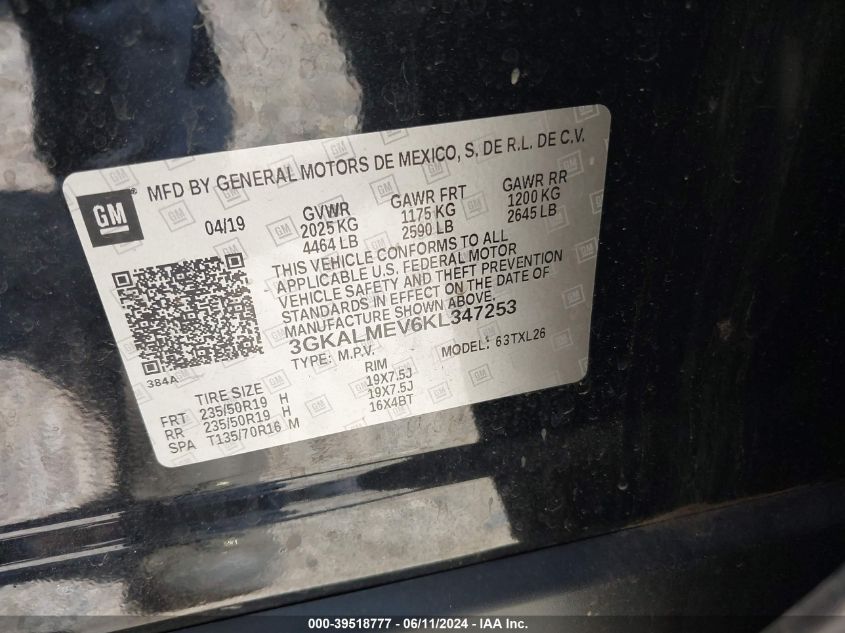 GM
MFD BY GENERAL MOTORS DE MEXICO, S. DE R.L. DE C.V.
04/19 GVWR GAWR FRT GAWR RR
2025 KG 1175 KG 1200 KG
4464 LB 2590 LB 2645 LB
THIS VEHICLE CONFORMS TO ALL
APPLICABLE U.S. FEDERAL MOTOR
VEHICLE SAFETY AND THEFT PREVENTION
STANDARDS IN EFFECT ON THE DATE OF
MANUFACTURE SHOWN ABOVE.
3GKALMEV6KL347253
TYPE: M.P.V. MODEL: 63TXL26
384A
TIRE SIZE RIM
FRT 235/50R19 H 19X7.5J
RR 235/50R19 H 19X7.5J
SPA T135/70R16 M 16X4BT
000-39518777 - 06/11/2024 - IAA Inc.